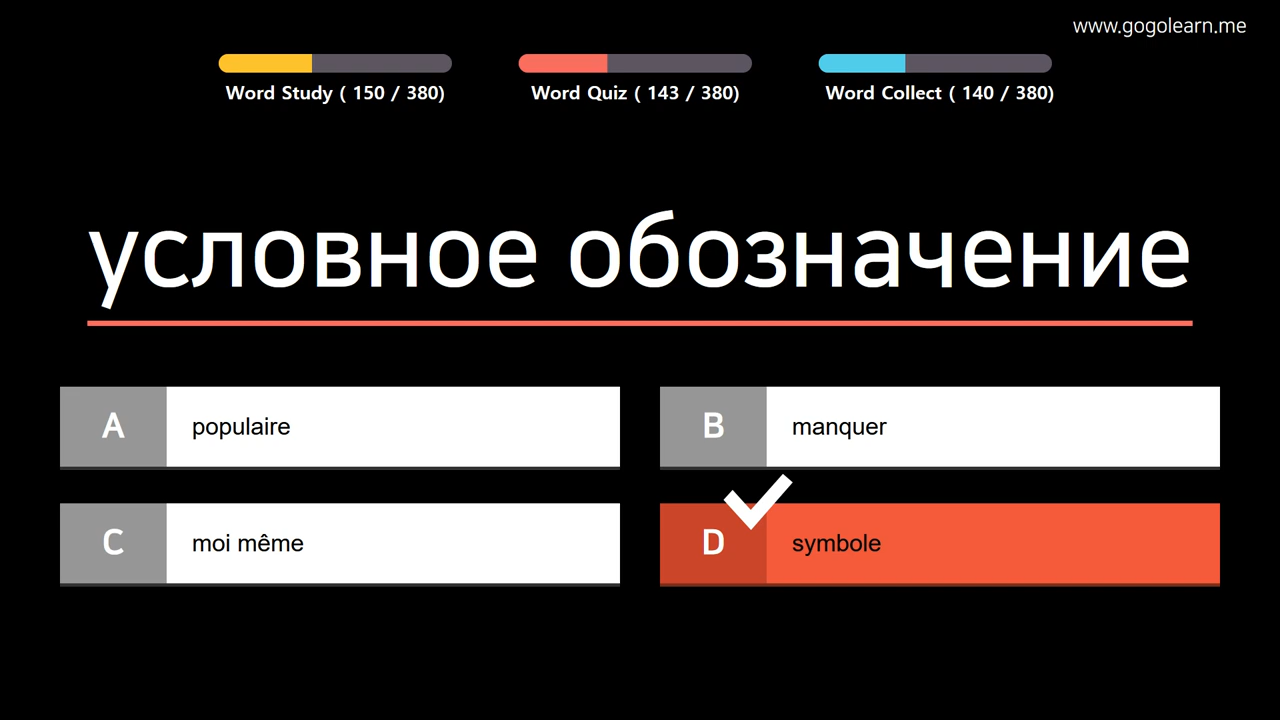 www.gogolearn.me
Word Study ( 150 / 380)
Word Quiz ( 143 / 380)
Word Collect ( 140 / 380)
условное обозначение
A populaire
B manquer
C moi même
D symbole